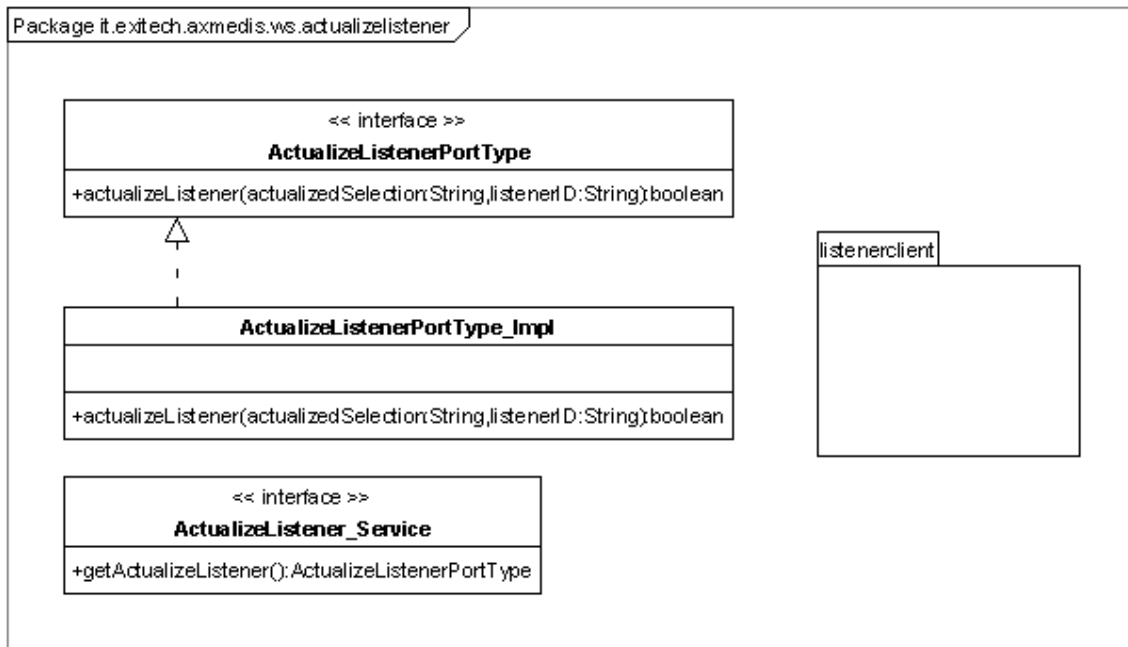 Package it.exitech.axmedis.ws.actualizelistener
<< interface >>
ActualizeListenerPortType
+actualizeListener(actualizedSelection:String,listenerID:String):boolean
ActualizeListenerPortType_Impl
+actualizeListener(actualizedSelection:String,listenerID:String):boolean
<< interface >>
ActualizeListener_Service
+getActualizeListener():ActualizeListenerPortType
listenerclient